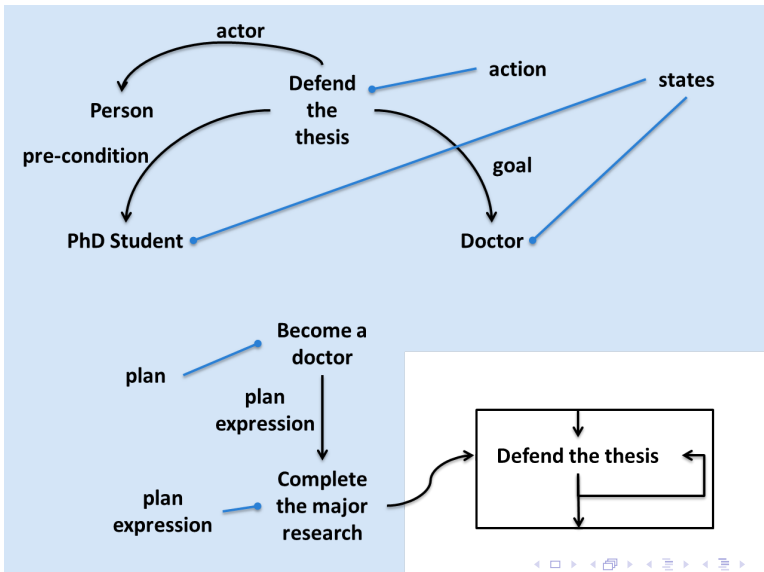 actor
Defend
the
thesis
action
states
Person
pre-condition
goal
PhD Student
Doctor
Become a
doctor
plan
plan
expression
Defend the thesis
Complete
the major
research
plan
expression